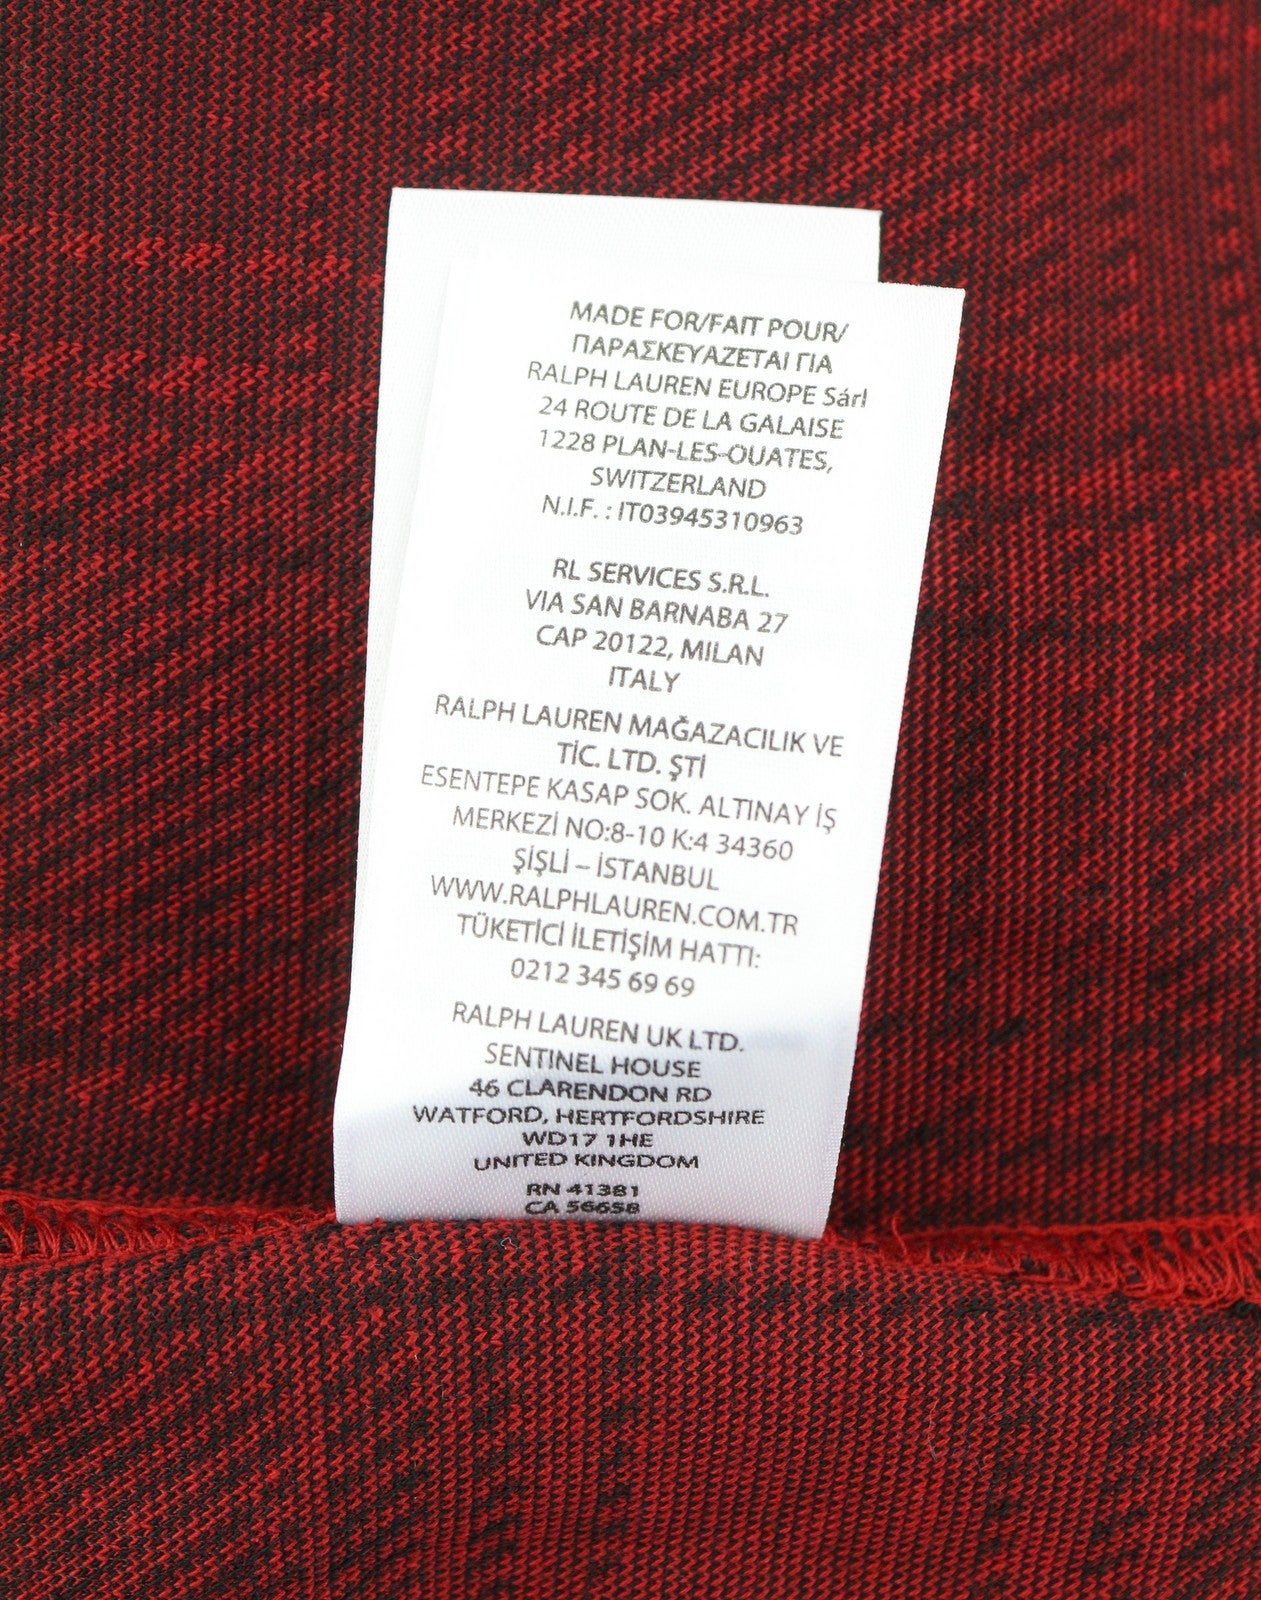 MADE FOR/FAIT POUR/
ΠΑΡΑΣΚΕΥΑΖΕΤΑΙ ΓΙΑ
RALPH LAUREN EUROPE Sárl
24 ROUTE DE LA GALAISE
1228 PLAN-LES-OUATES,
SWITZERLAND
N.I.F. : IT03945310963
RL SERVICES S.R.L.
VIA SAN BARNABA 27
CAP 20122, MILAN
ITALY
RALPH LAUREN MAĞAZACILIK VE
TİC. LTD. ŞTİ
ESENTEPE KASAP SOK. ALTINAY İŞ
MERKEZİ NO:8-10 K:4 34360
ŞİŞLİ – İSTANBUL
WWW.RALPHLAUREN.COM.TR
TÜKETİCİ İLETİŞİM HATTI:
0212 345 69 69
RALPH LAUREN UK LTD.
SENTINEL HOUSE
46 CLARENDON RD
WATFORD, HERTFORDSHIRE
WD17 1HE
UNITED KINGDOM
RN 41381
CA 56658